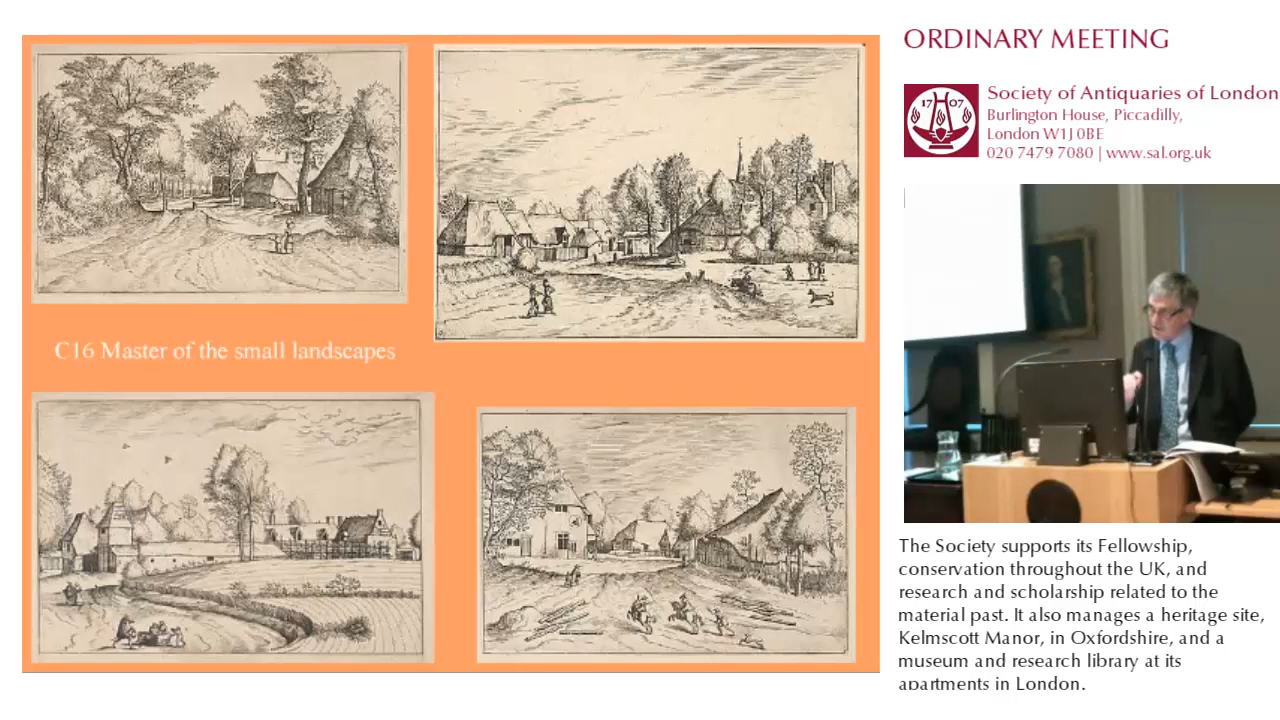 C16 Master of the small landscapes
ORDINARY MEETING
17 07
Society of Antiquaries of London
Burlington House, Piccadilly,
London W1J 0BE
020 7479 7080 | www.sal.org.uk
The Society supports its Fellowship,
conservation throughout the UK, and
research and scholarship related to the
material past. It also manages a heritage site,
Kelmscott Manor, in Oxfordshire, and a
museum and research library at its
apartments in London.